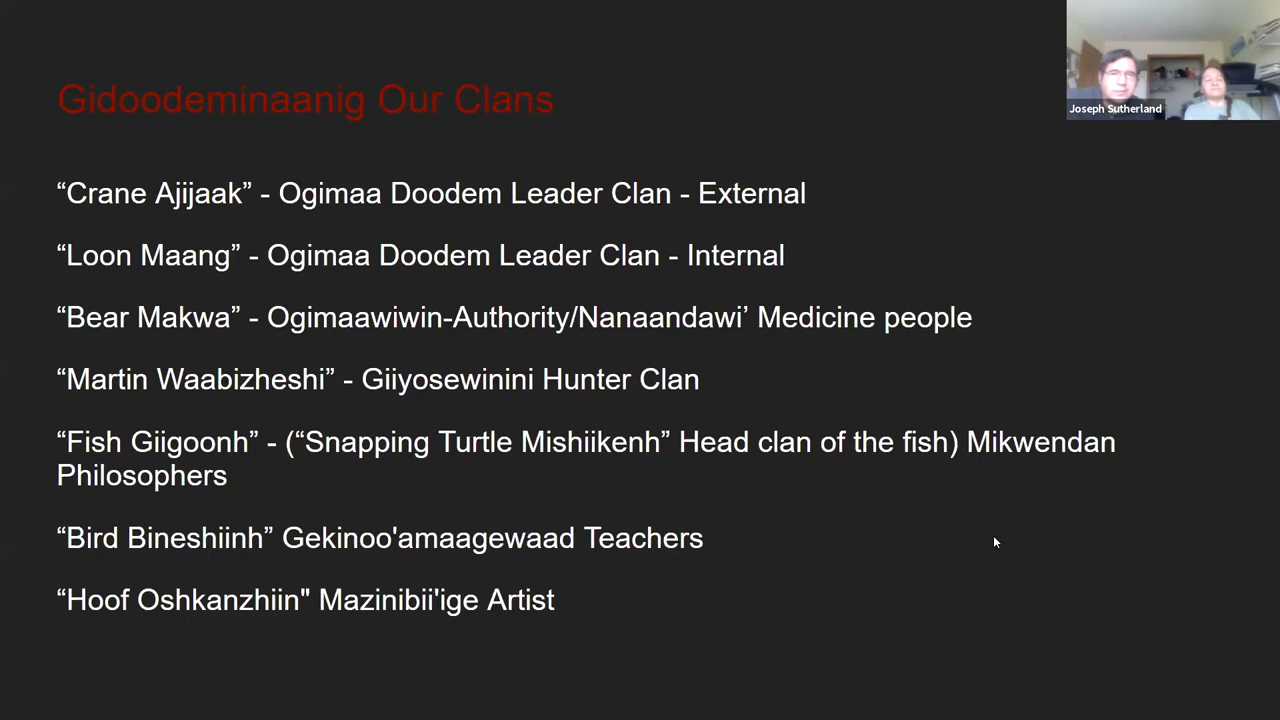 Gidoodeminaanig Our Clans
Joseph Sutherland
“Crane Ajijaak” - Ogimaa Doodem Leader Clan - External
“Loon Maang” - Ogimaa Doodem Leader Clan - Internal
“Bear Makwa” - Ogimaawiwin-Authority/Nanaandawi’ Medicine people
“Martin Waabizheshi” - Giiyosewinini Hunter Clan
“Fish Giigoonh” - (“Snapping Turtle Mishiikenh” Head clan of the fish) Mikwendan
Philosophers
“Bird Bineshiinh” Gekinoo'amaagewaad Teachers
“Hoof Oshkanzhiin" Mazinibii'ige Artist